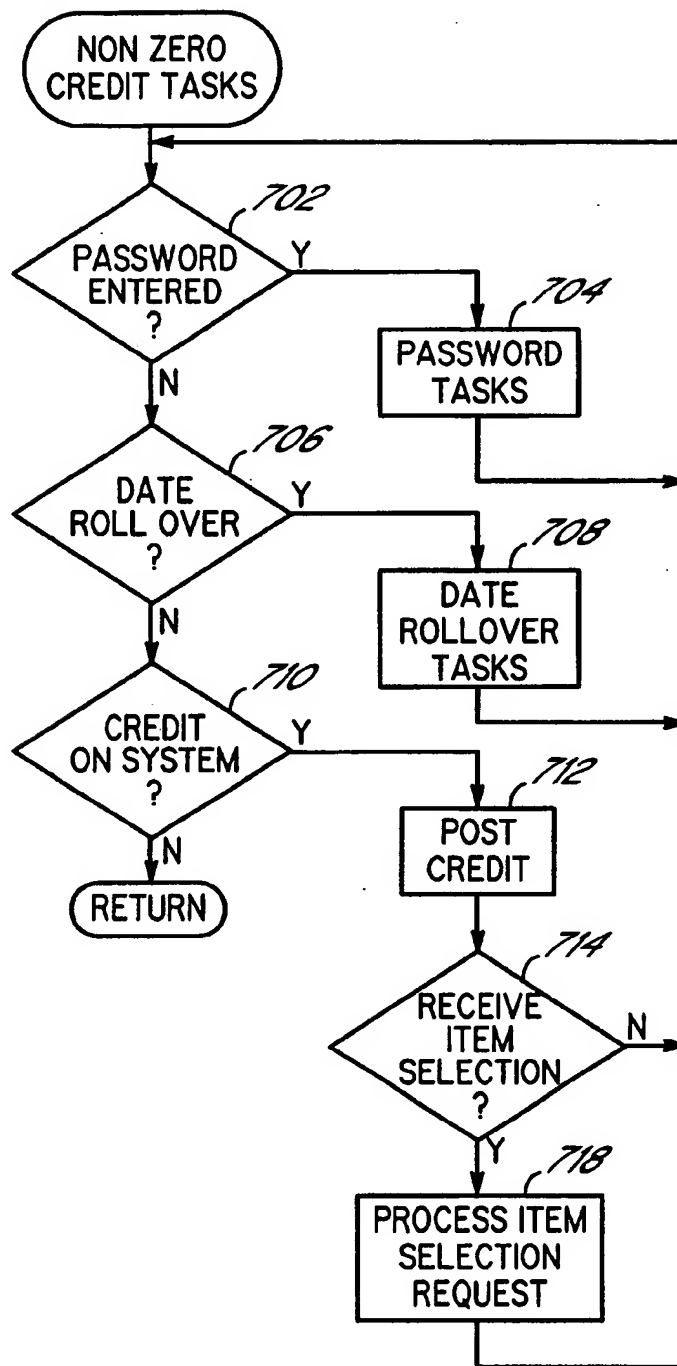 NON ZERO
CREDIT TASKS
702
PASSWORD
ENTERED
?
Y
N
704
PASSWORD
TASKS
706
DATE
ROLL OVER
?
Y
N
708
DATE
ROLLOVER
TASKS
710
CREDIT
ON SYSTEM
?
Y
N
RETURN
712
POST
CREDIT
714
RECEIVE
ITEM
SELECTION
?
N
Y
718
PROCESS ITEM
SELECTION
REQUEST